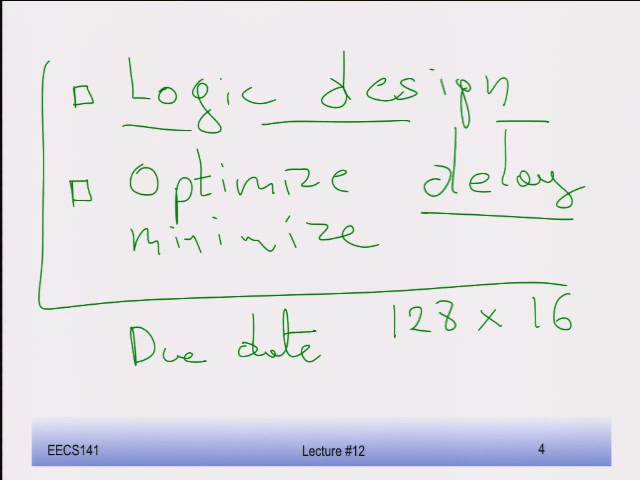 Logic design
Optimize delay
minimize
128 x 16
Due date
EECS141 Lecture #12 4